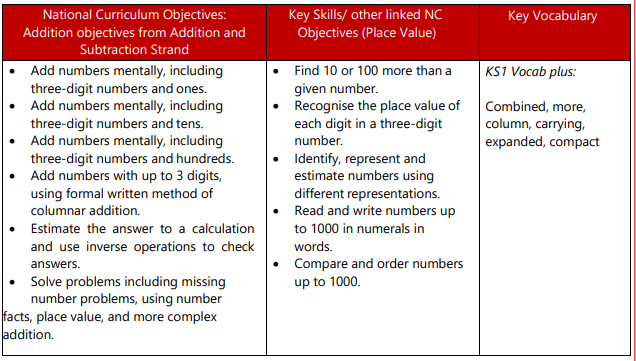 National Curriculum Objectives:
Addition objectives from Addition and
Subtraction Strand
Key Skills/ other linked NC
Objectives (Place Value)
Key Vocabulary
• Add numbers mentally, including
three-digit numbers and ones.
• Add numbers mentally, including
three-digit numbers and tens.
• Add numbers mentally, including
three-digit numbers and hundreds.
• Add numbers with up to 3 digits,
using formal written method of
columnar addition.
• Estimate the answer to a calculation
and use inverse operations to check
answers.
• Solve problems including missing
number problems, using number
facts, place value, and more complex
addition.
• Find 10 or 100 more than a
given number.
• Recognise the place value of
each digit in a three-digit
number.
• Identify, represent and
estimate numbers using
different representations.
• Read and write numbers up
to 1000 in numerals in
words.
• Compare and order numbers
up to 1000.
KS1 Vocab plus:
Combined, more,
column, carrying,
expanded, compact